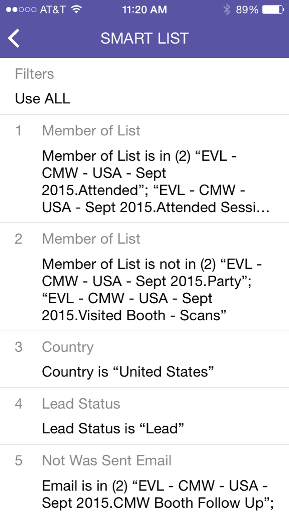 AT&T 11:20 AM 89%
SMART LIST
Filters
Use ALL
1 Member of List
Member of List is in (2) “EVL -
CMW - USA - Sept
2015.Attended”; “EVL - CMW -
USA - Sept 2015.Attended Sessi...
2 Member of List
Member of List is not in (2) “EVL -
CMW - USA - Sept 2015.Party”;
“EVL - CMW - USA - Sept
2015.Visited Booth - Scans”
3 Country
Country is “United States”
4 Lead Status
Lead Status is “Lead”
5 Not Was Sent Email
Email is in (2) “EVL - CMW - USA -
Sept 2015.CMW Booth Follow Up”;